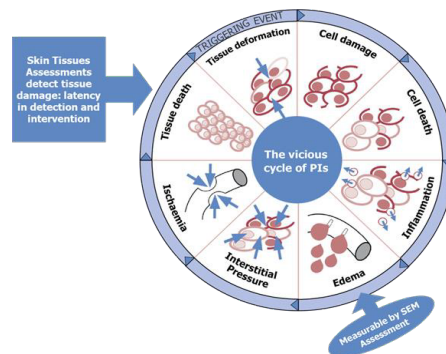 Skin Tissues
Assessments
detect tissue
damage: latency
in detection and
intervention
TRIGGERING EVENT
Tissue deformation
Cell damage
Cell death
Inflammation
Edema
Interstitial
Pressure
Ischaemia
Tissue death
The vicious
cycle of PIs
Measurable by SEM
Assessment